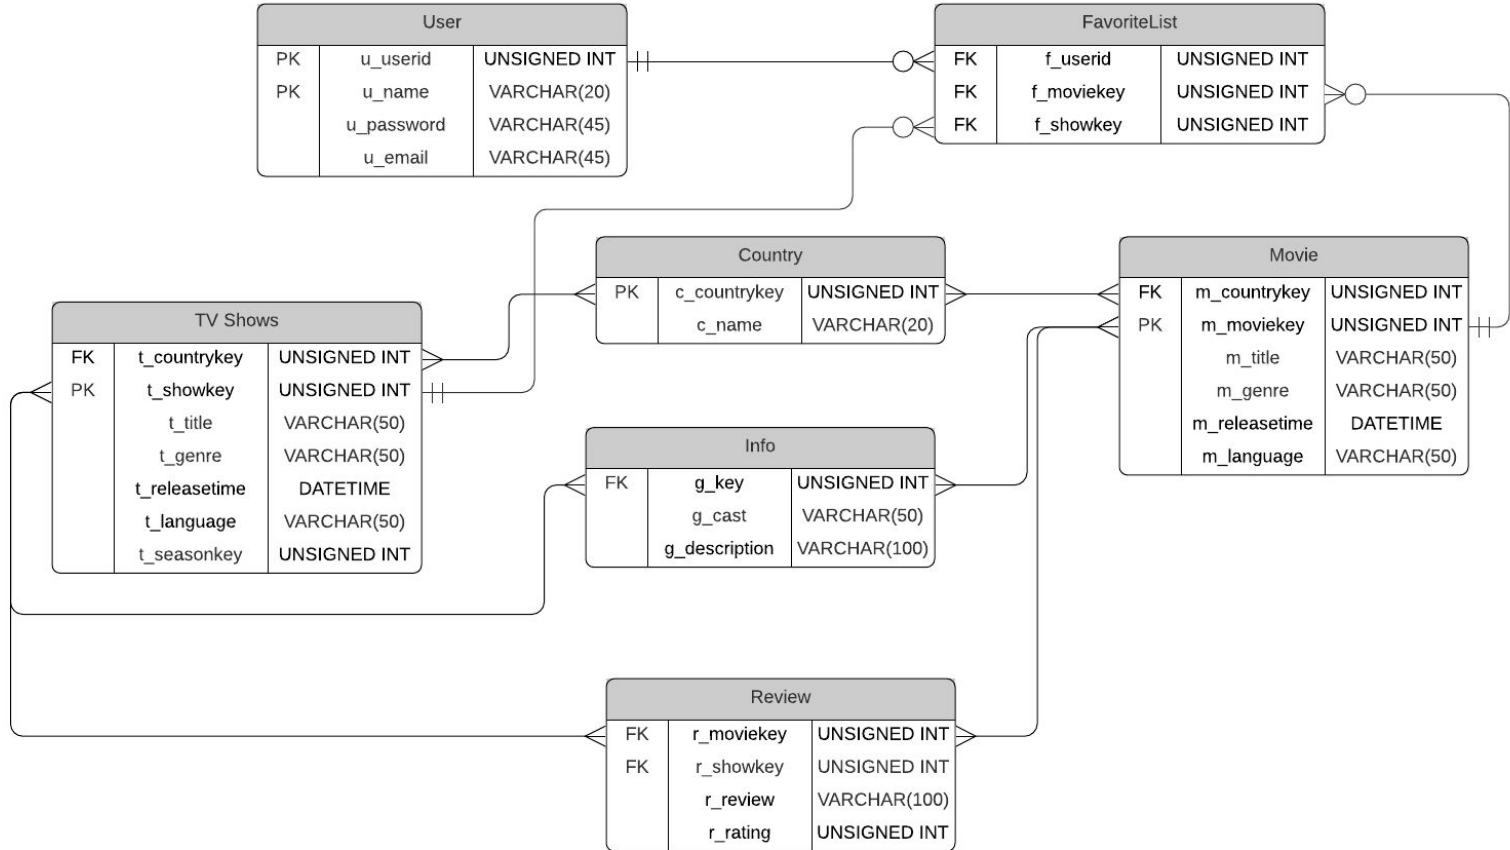 User
PK u_userid UNSIGNED INT
PK u_name VARCHAR(20)
u_password VARCHAR(45)
u_email VARCHAR(45)
FavoriteList
FK f_userid UNSIGNED INT
FK f_moviekey UNSIGNED INT
FK f_showkey UNSIGNED INT
Country
PK c_countrykey UNSIGNED INT
c_name VARCHAR(20)
Movie
FK m_countrykey UNSIGNED INT
PK m_moviekey UNSIGNED INT
m_title VARCHAR(50)
m_genre VARCHAR(50)
m_releasetime DATETIME
m_language VARCHAR(50)
TV Shows
FK t_countrykey UNSIGNED INT
PK t_showkey UNSIGNED INT
t_title VARCHAR(50)
t_genre VARCHAR(50)
t_releasetime DATETIME
t_language VARCHAR(50)
t_seasonkey UNSIGNED INT
Info
FK g_key UNSIGNED INT
g_cast VARCHAR(50)
g_description VARCHAR(100)
Review
FK r_moviekey UNSIGNED INT
FK r_showkey UNSIGNED INT
r_review VARCHAR(100)
r_rating UNSIGNED INT